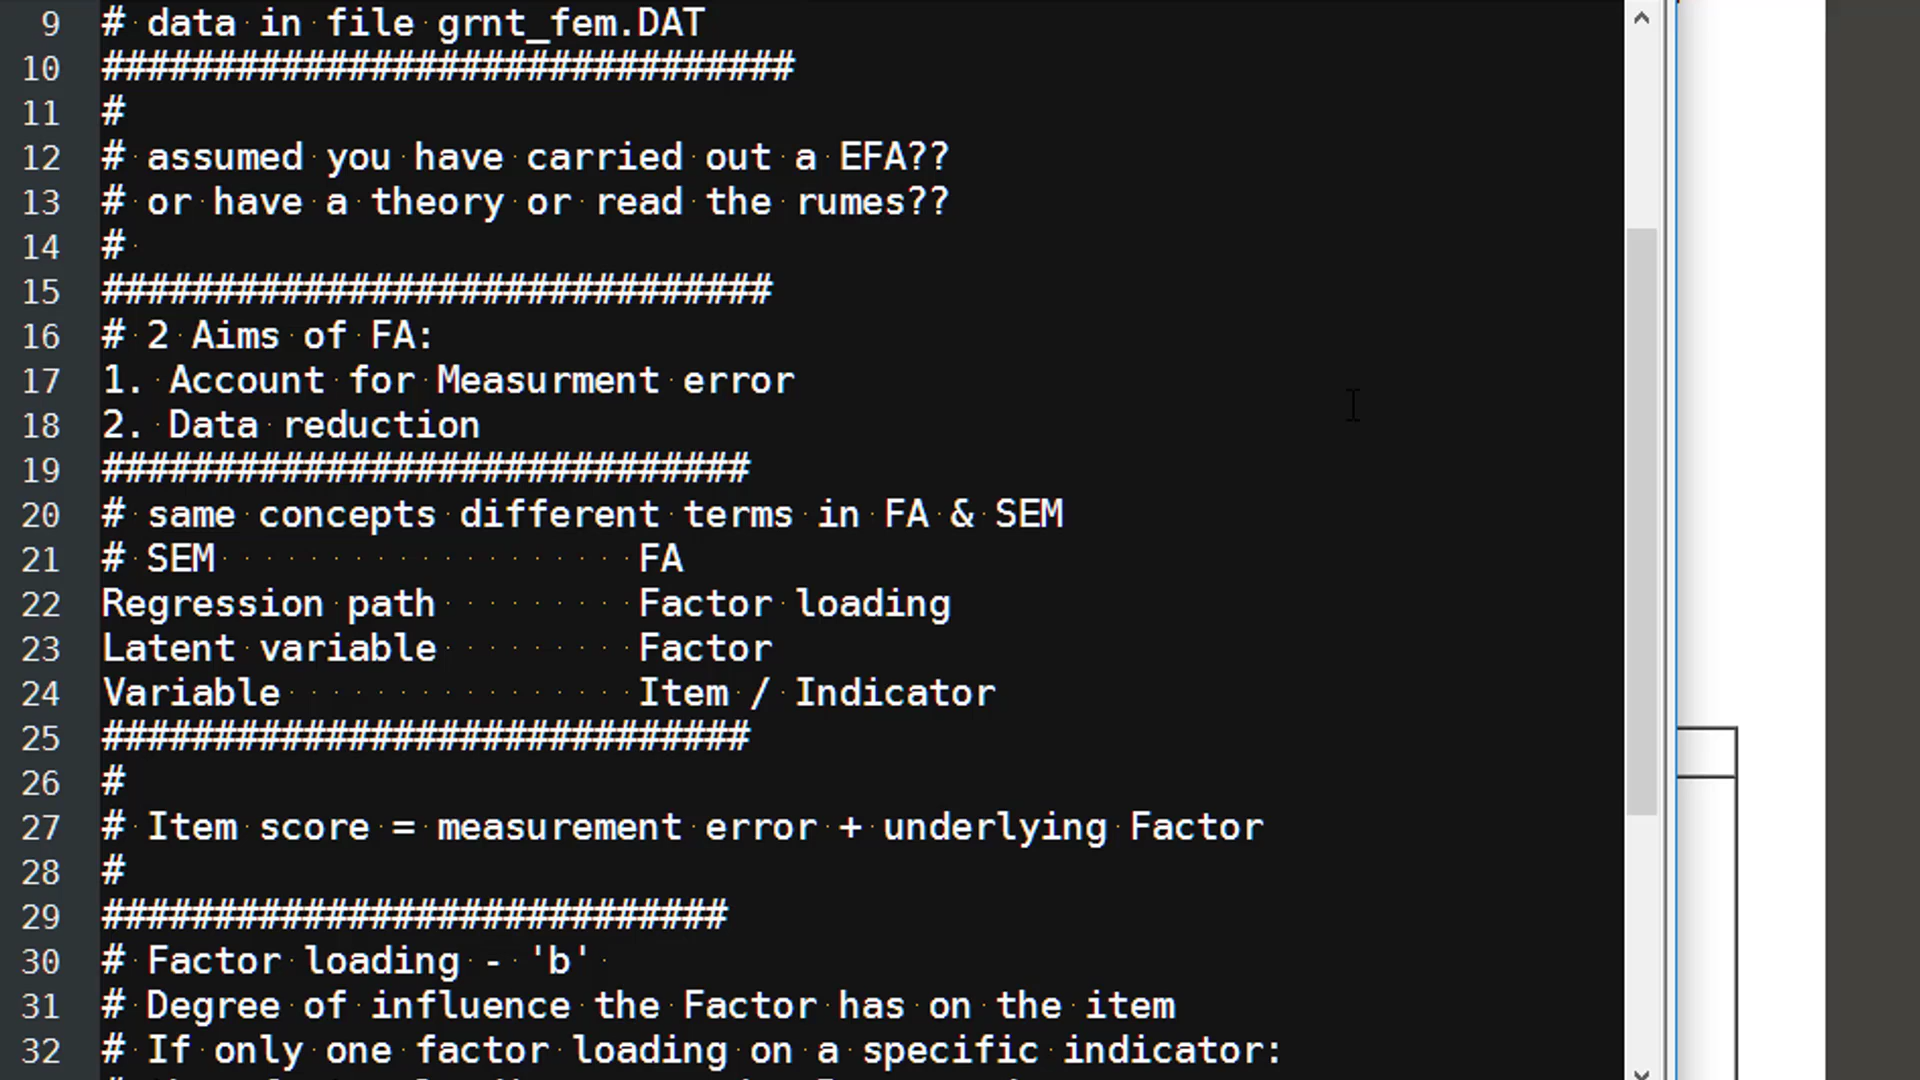 9 # data in file grnt_fem.DAT
10 ###############################
11 #
12 # assumed you have carried out a EFA??
13 # or have a theory or read the rumes??
14 #
15 ##############################
16 # 2 Aims of FA:
17 1. Account for Measurment error
18 2. Data reduction
19 #############################
20 # same concepts different terms in FA & SEM
21 # SEM                   FA
22 Regression path         Factor loading
23 Latent variable         Factor
24 Variable                Item / Indicator
25 #############################
26 #
27 # Item score = measurement error + underlying Factor
28 #
29 ############################
30 # Factor loading - 'b'
31 # Degree of influence the Factor has on the item
32 # If only one factor loading on a specific indicator: